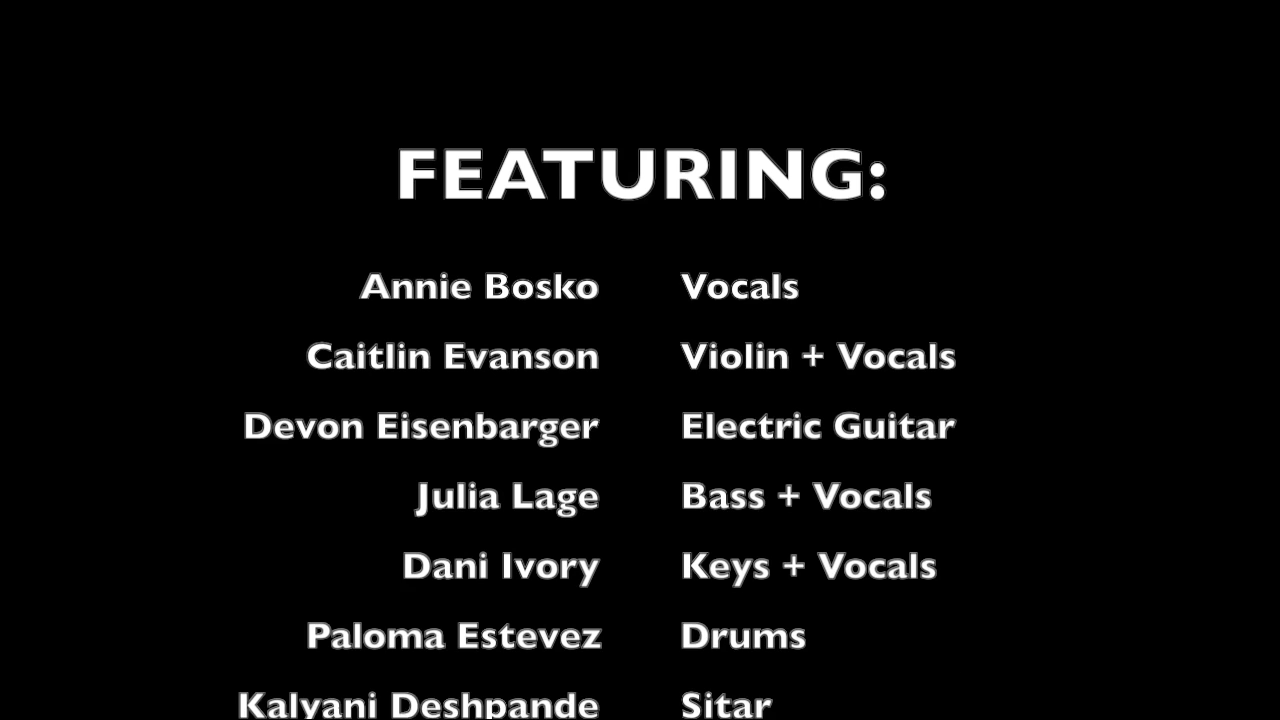 FEATURING:
Annie Bosko Vocals
Caitlin Evanson Violin + Vocals
Devon Eisenbarger Electric Guitar
Julia Lage Bass + Vocals
Dani Ivory Keys + Vocals
Paloma Estevez Drums
Kalyani Deshpande Sitar